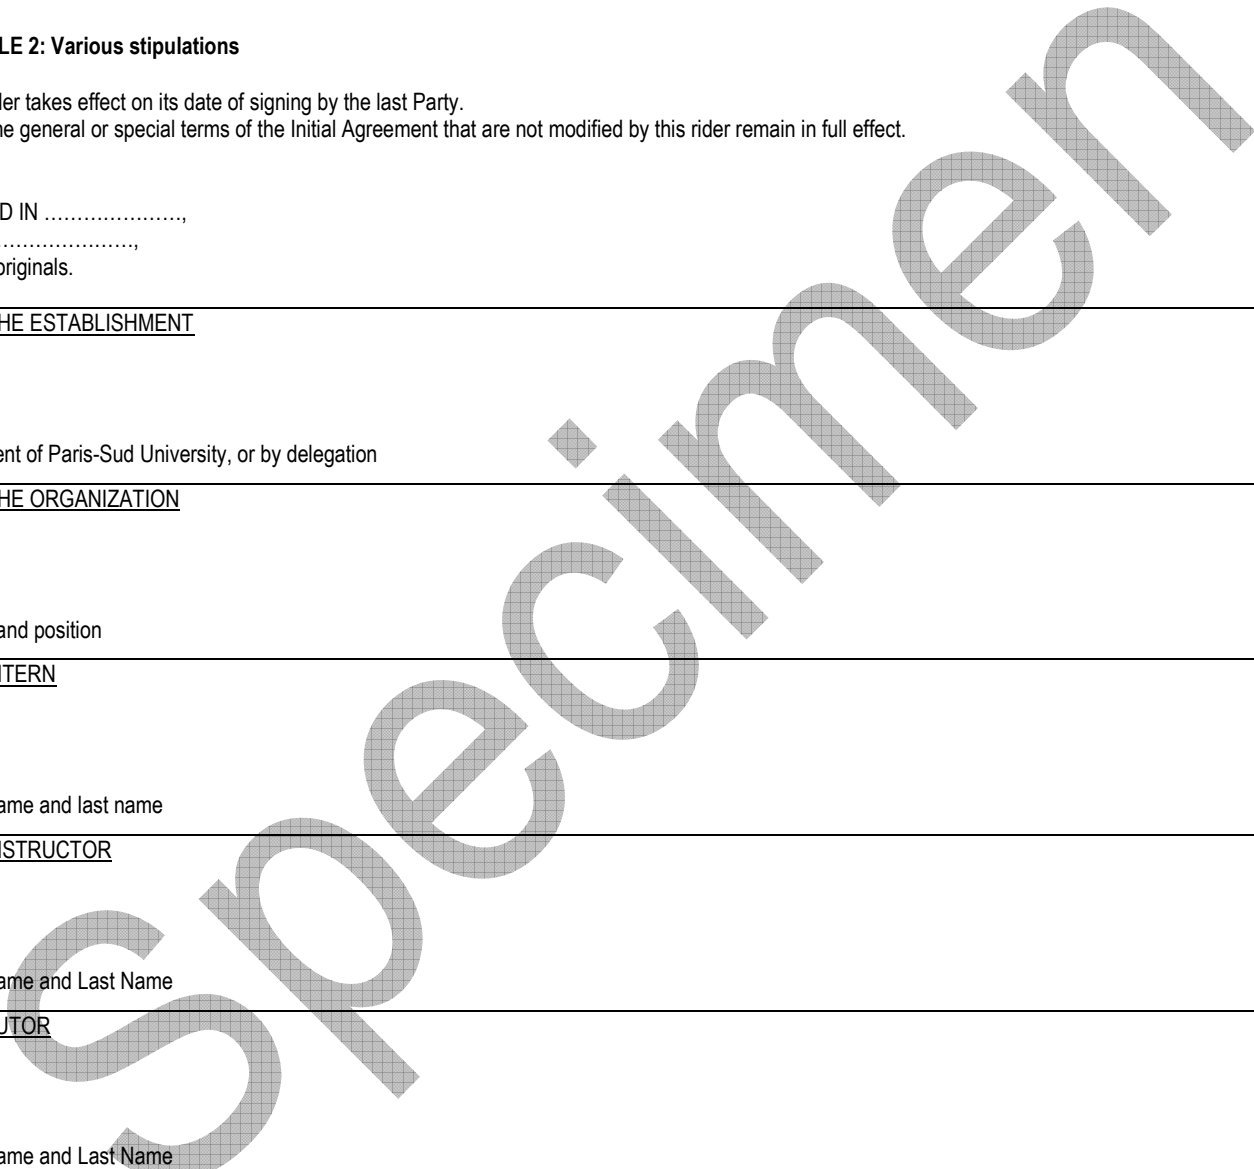 LE 2: Various stipulations
der takes effect on its date of signing by the last Party.
he general or special terms of the Initial Agreement that are not modified by this rider remain in full effect.
D IN …………………,
…………………,
originals.
HE ESTABLISHMENT
ent of Paris-Sud University, or by delegation
HE ORGANIZATION
and position
NTERN
ame and last name
NSTRUCTOR
ame and Last Name
UTOR
ame and Last Name
Specimen